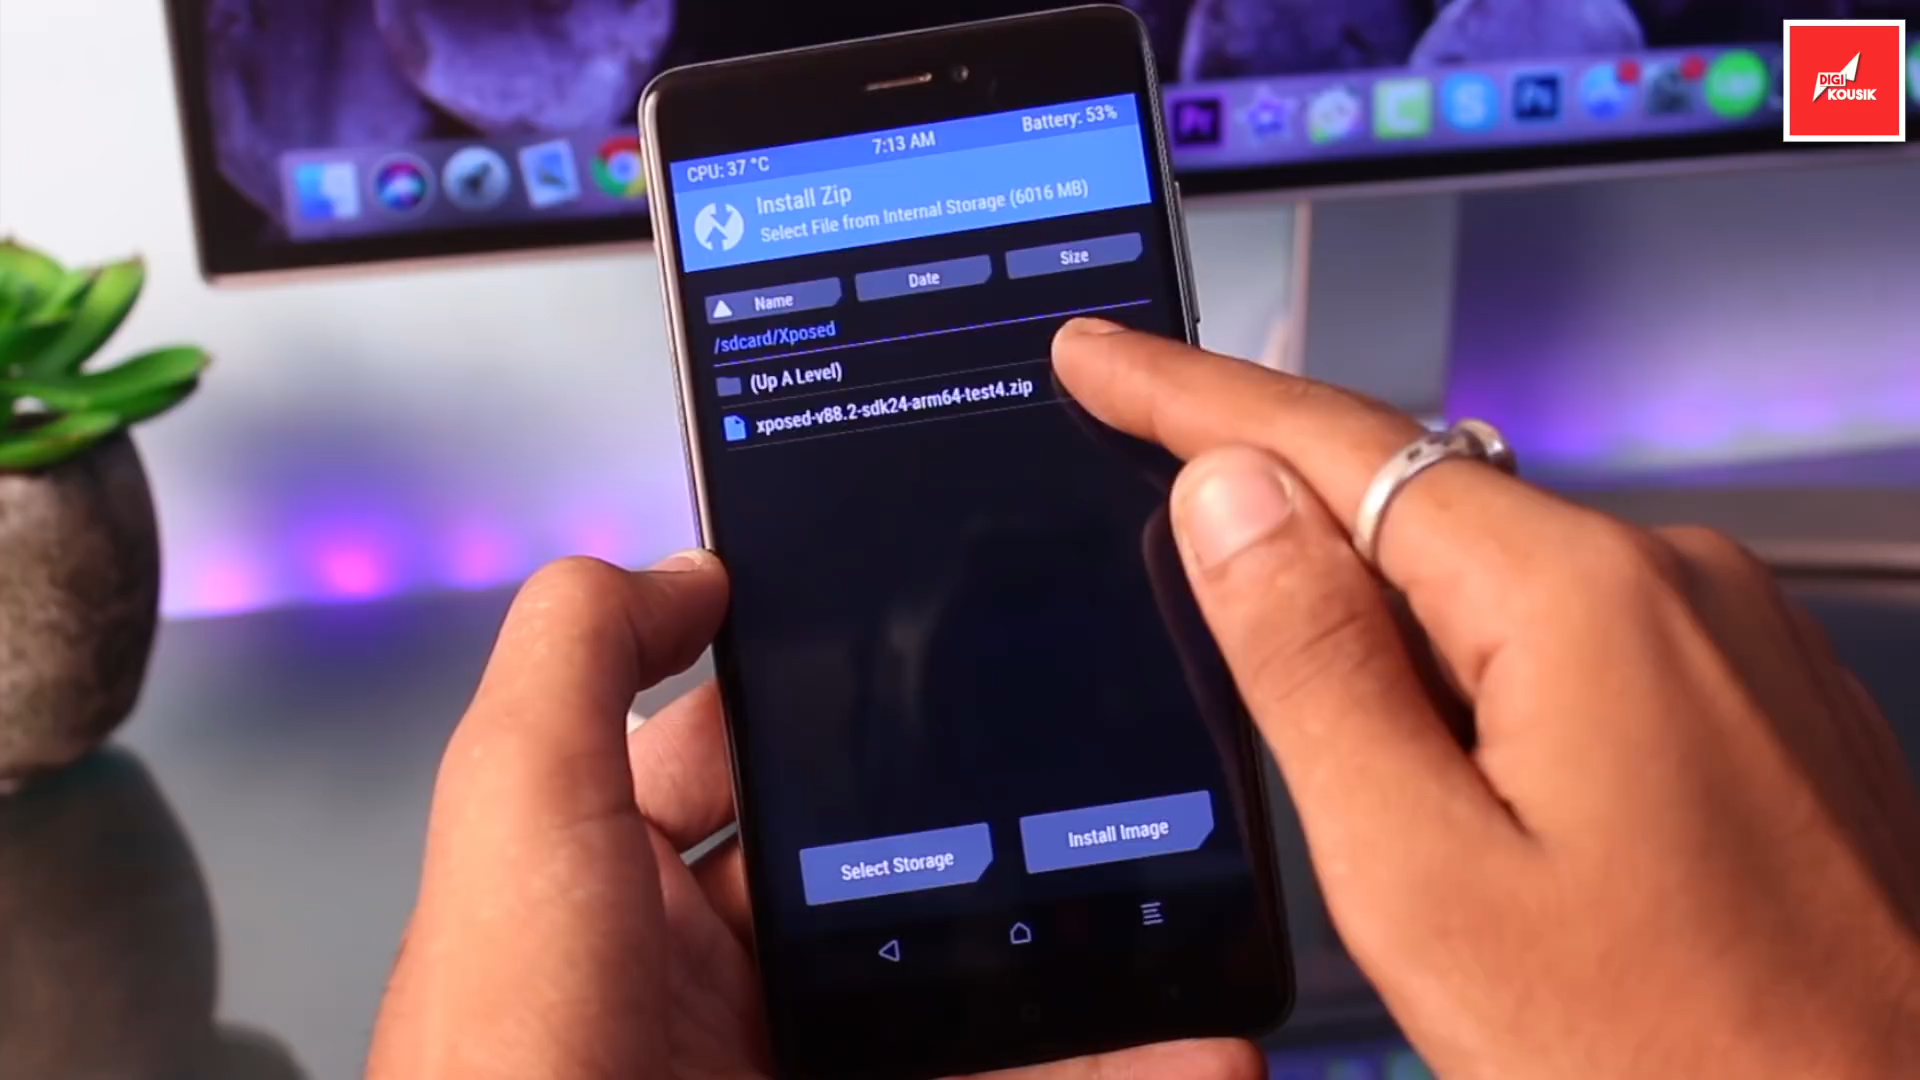 DIGI
KOUSIK
CPU: 37 °C
7:13 AM
Battery: 53%
Install Zip
Select File from Internal Storage (6016 MB)
Name
Date
Size
/sdcard/Xposed
(Up A Level)
xposed-v88.2-sdk24-arm64-test4.zip
Select Storage
Install Image
Pr
S